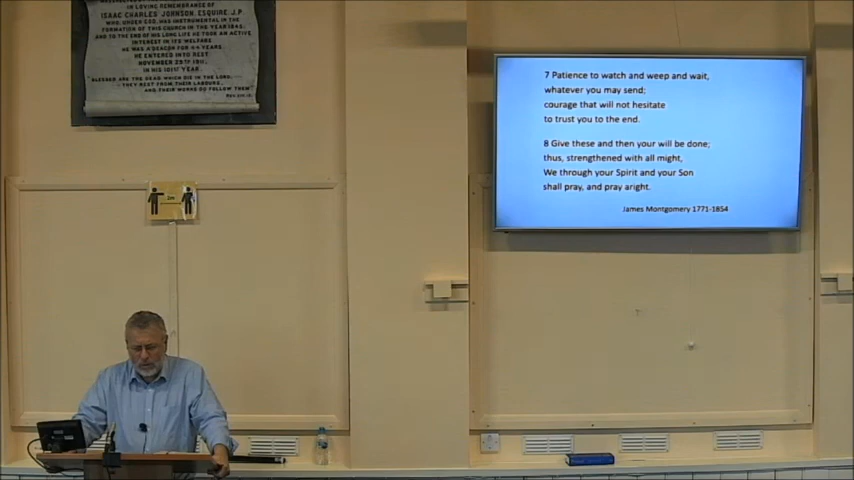 IN LOVING REMEMBRANCE OF
ISAAC CHARLES JOHNSON, ESQUIRE, J.P.
WHO, UNDER GOD, WAS INSTRUMENTAL IN THE
FORMATION OF THIS CHURCH IN THE YEAR 1845,
AND TO THE END OF HIS LONG LIFE HE TOOK AN ACTIVE
INTEREST IN ITS WELFARE
HE WAS A DEACON FOR 44 YEARS.
HE ENTERED INTO REST
NOVEMBER 29TH 1911,
IN HIS 101ST YEAR.
BLESSED ARE THE DEAD WHICH DIE IN THE LORD,
THEY REST FROM THEIR LABOURS,
AND THEIR WORKS DO FOLLOW THEM
2m
7 Patience to watch and weep and wait,
whatever you may send;
courage that will not hesitate
to trust you to the end.
8 Give these and then your will be done;
thus, strengthened with all might,
We through your Spirit and your Son
shall pray, and pray aright.
James Montgomery 1771-1854